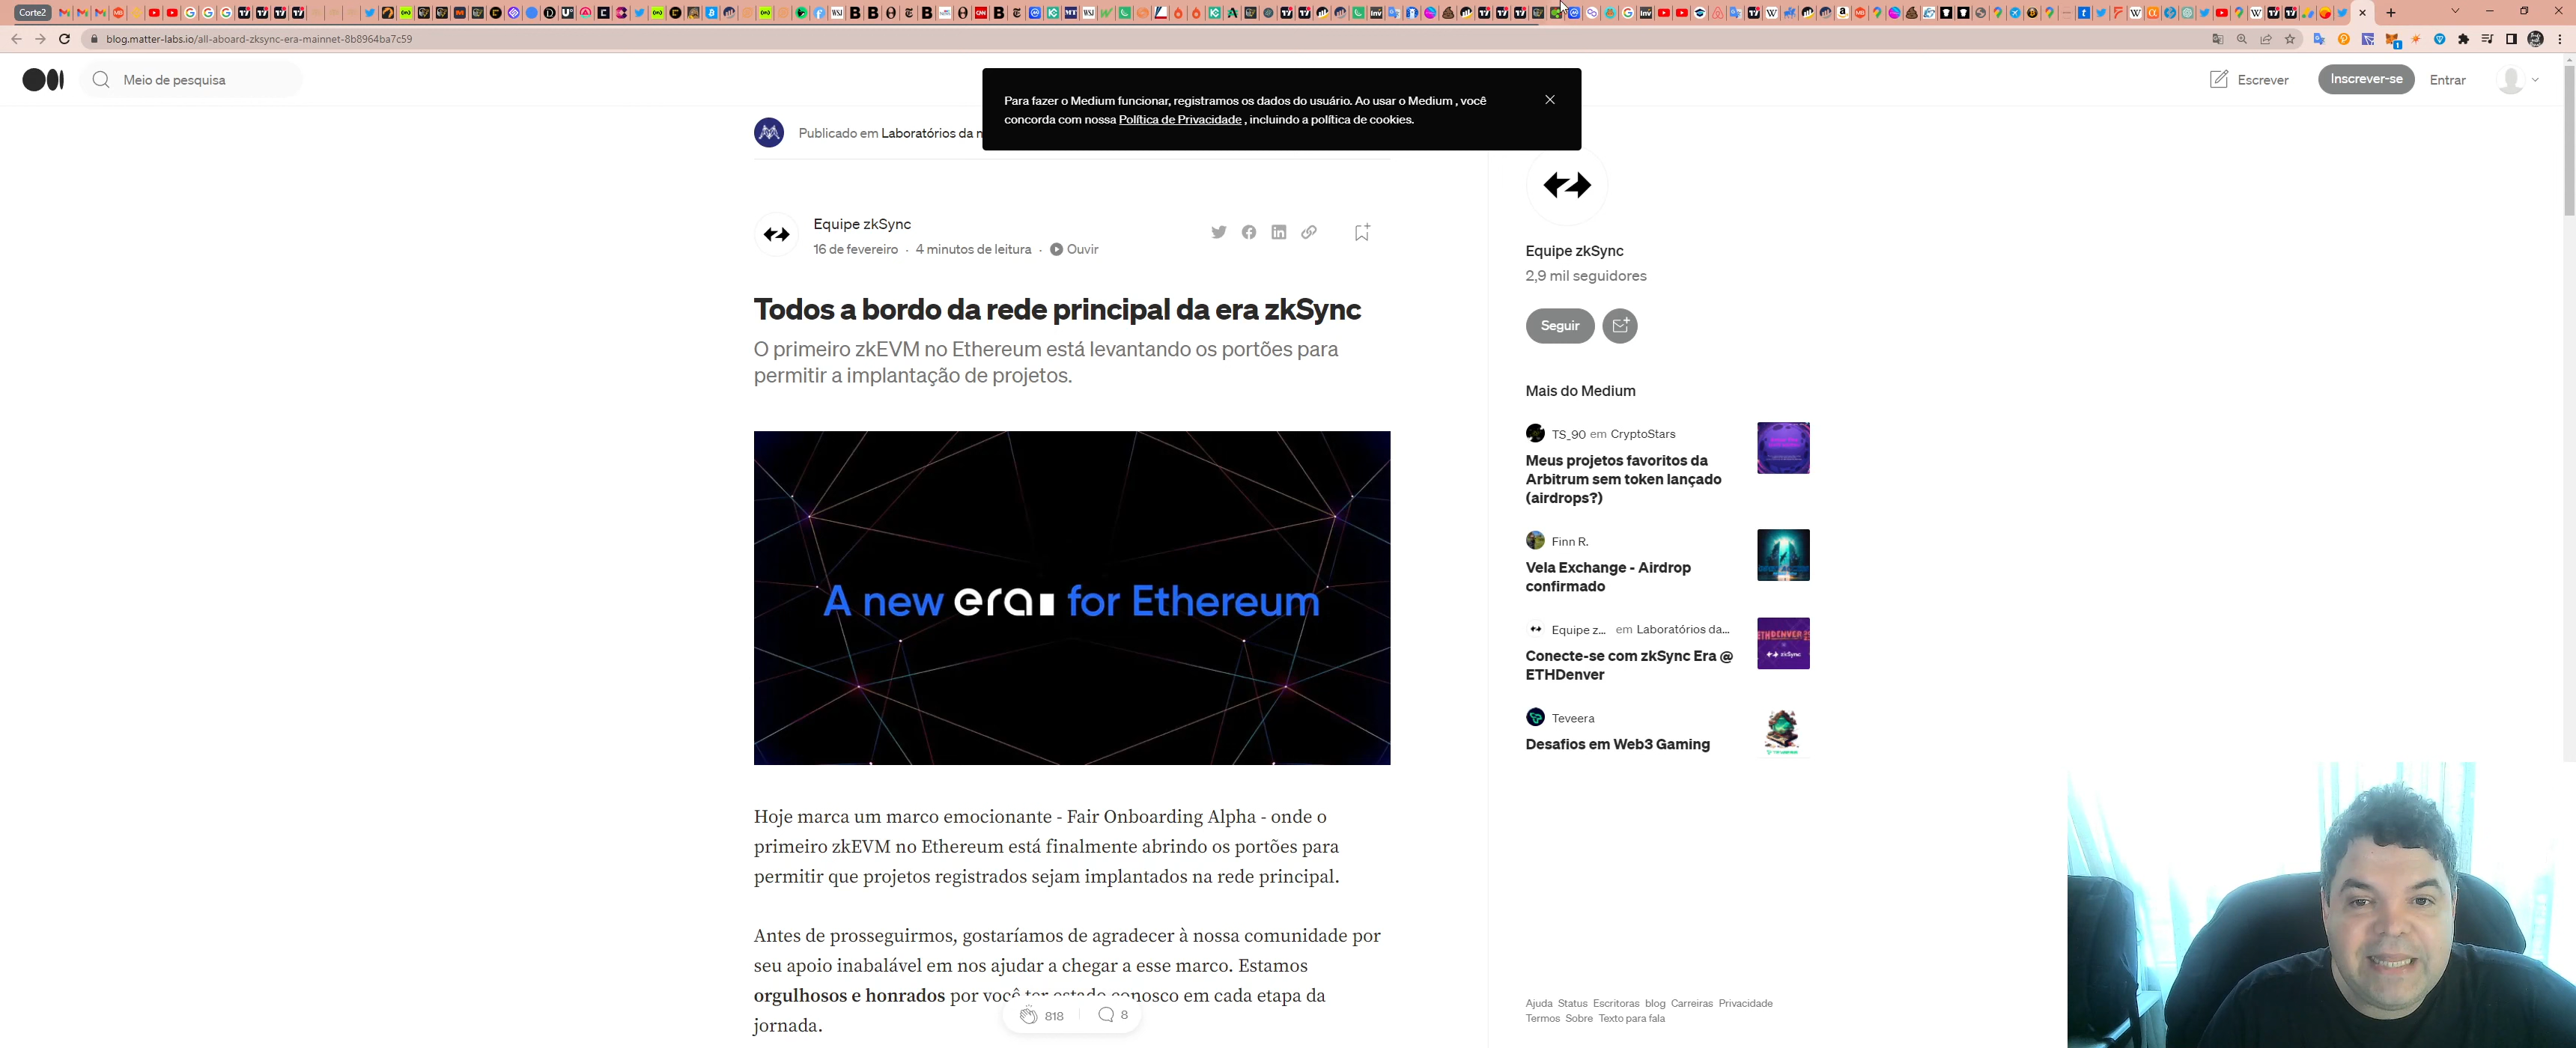 Corte2
blog.matter-labs.io/all-aboard-zksync-era-mainnet-8b8964ba7c59
Meio de pesquisa
Escrever
Inscrever-se
Entrar
Para fazer o Medium funcionar, registramos os dados do usuário. Ao usar o Medium , você
concorda com nossa Política de Privacidade , incluindo a política de cookies.
Publicado em Laboratórios da
Equipe zkSync
16 de fevereiro · 4 minutos de leitura · Ouvir
Todos a bordo da rede principal da era zkSync
O primeiro zkEVM no Ethereum está levantando os portões para
permitir a implantação de projetos.
A new era for Ethereum
Hoje marca um marco emocionante - Fair Onboarding Alpha - onde o
primeiro zkEVM no Ethereum está finalmente abrindo os portões para
permitir que projetos registrados sejam implantados na rede principal.
Antes de prosseguirmos, gostaríamos de agradecer à nossa comunidade por
seu apoio inabalável em nos ajudar a chegar a esse marco. Estamos
orgulhosos e honrados por você ter estado conosco em cada etapa da
jornada.
818
8
Equipe zkSync
2,9 mil seguidores
Seguir
Mais do Medium
TS_90 em CryptoStars
Meus projetos favoritos da
Arbitrum sem token lançado
(airdrops?)
Finn R.
Vela Exchange - Airdrop
confirmado
Equipe z... em Laboratórios da...
Conecte-se com zkSync Era @
ETHDenver
ETHDENVER
zkSync
Teveera
Desafios em Web3 Gaming
Ajuda Status Escritoras blog Carreiras Privacidade
Termos Sobre Texto para fala